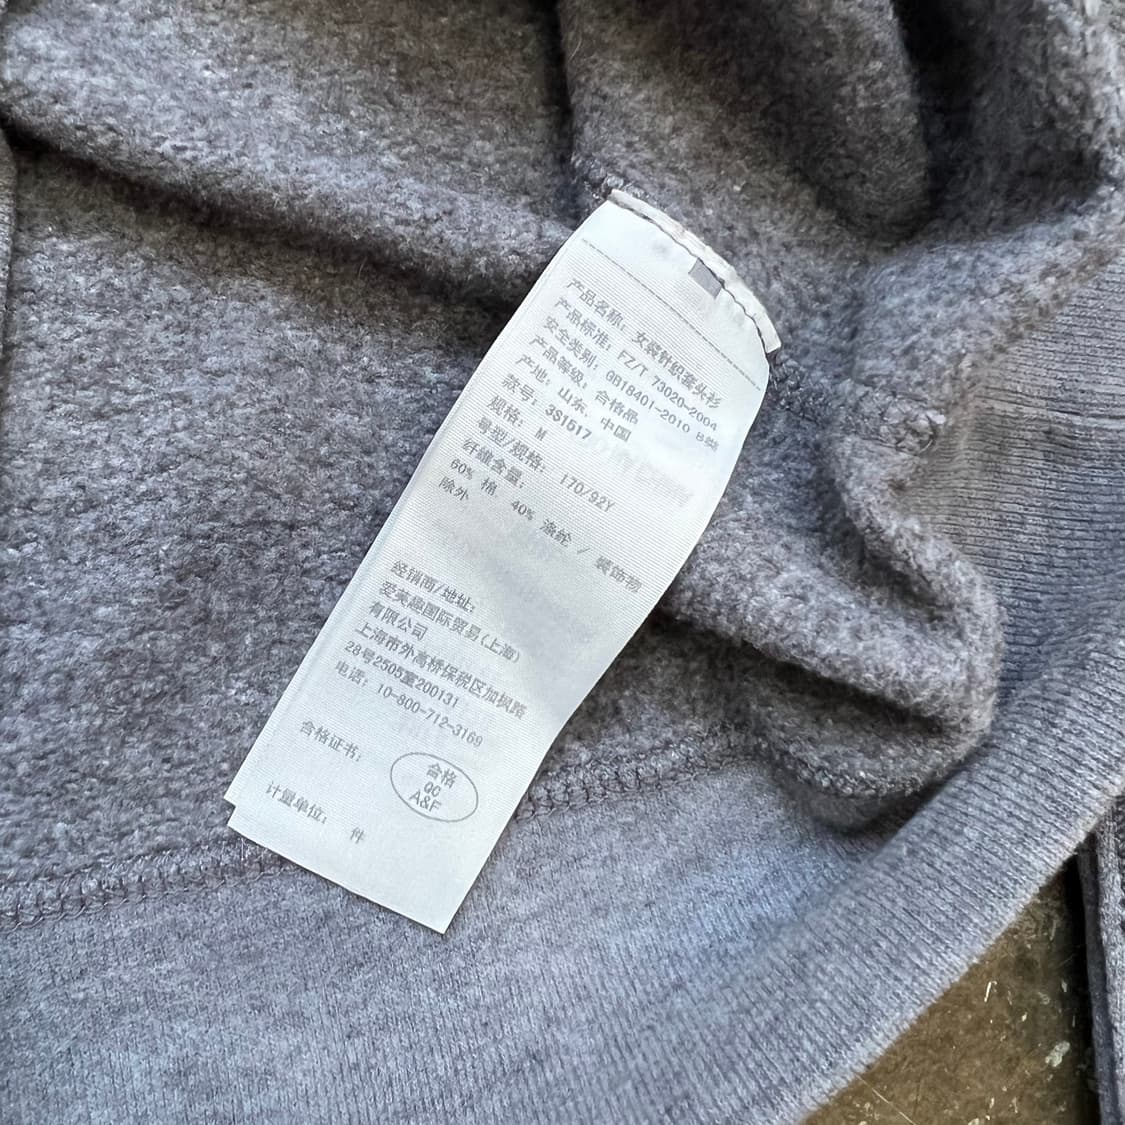 产品名称: 女装针织套头衫
产品标准: FZ/T 73020-2004
安全类别: GB18401-2010 B类
产品等级: 合格品
产地: 山东, 中国
款号: 3S1517
规格: M
号型/规格: 170/92Y
纤维含量:
60% 棉 40% 涤纶 / 装饰物
除外
经销商/地址:
爱芙趣国际贸易(上海)
有限公司
上海市外高桥保税区加枫路
28号2505室200131
电话: 10-800-712-3169
合格证书:
合格
QC
A&F
计量单位: 件